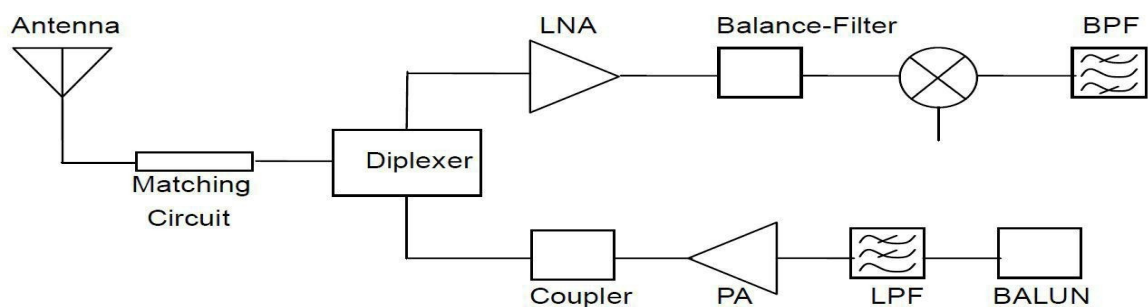 Antenna
LNA
Balance-Filter
BPF
Diplexer
Matching
Circuit
Coupler
PA
LPF
BALUN